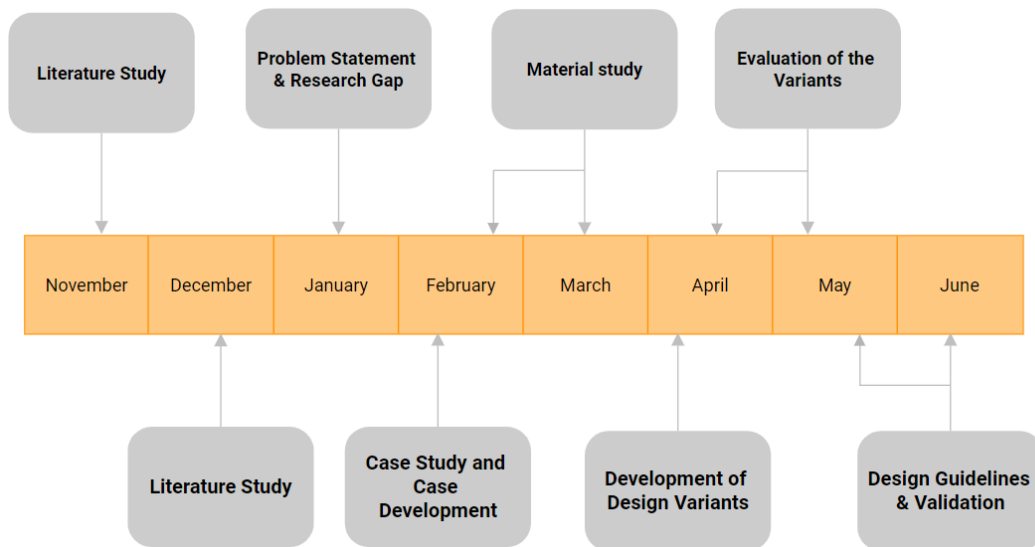 Literature Study
Problem Statement
& Research Gap
Material study
Evaluation of the
Variants
November
December
January
February
March
April
May
June
Literature Study
Case Study and
Case
Development
Development of
Design Variants
Design Guidelines
& Validation